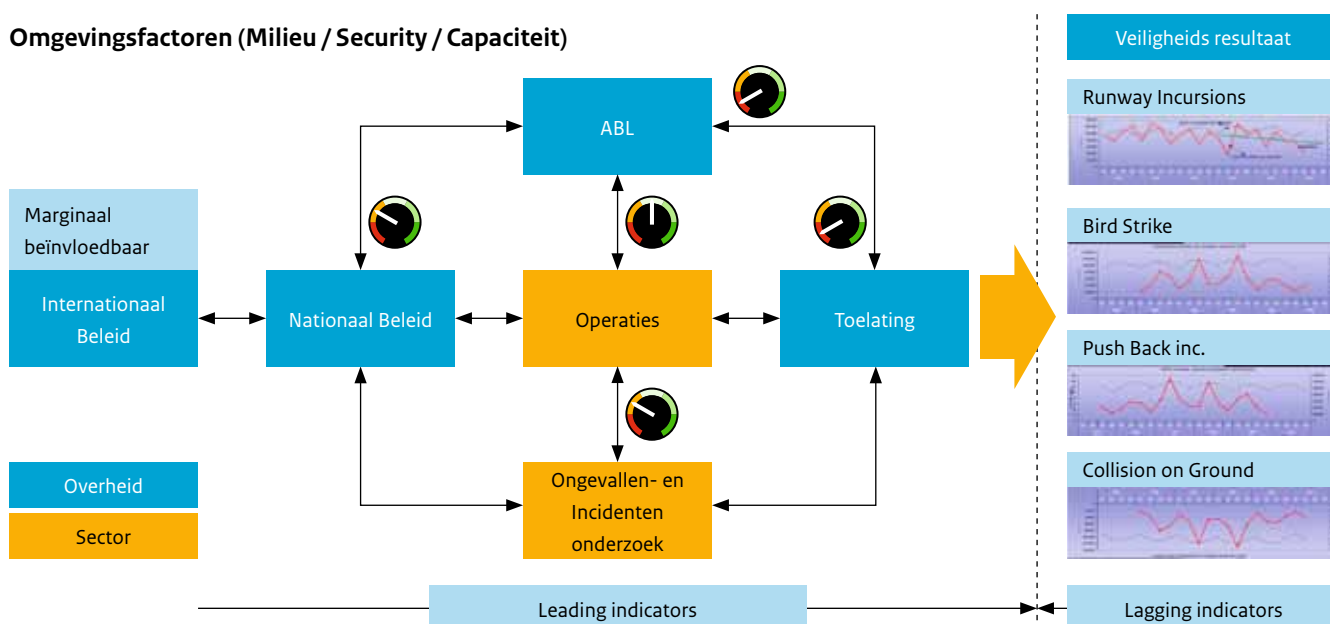 Omgevingsfactoren (Milieu / Security / Capaciteit)
Veiligheids resultaat
Runway Incursions
ABL
Marginaal
beïnvloedbaar
Bird Strike
Internationaal
Beleid
Nationaal Beleid
Operaties
Toelating
Push Back inc.
Overheid
Sector
Ongevallen- en
Incidenten
onderzoek
Collision on Ground
Leading indicators
Lagging indicators